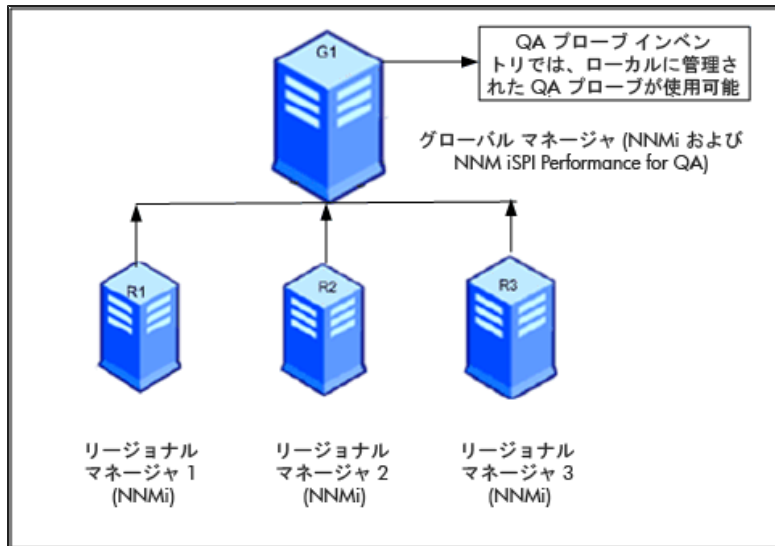 G1
QA プローブ インベン
トリでは、ローカルに管理さ
れた QA プローブが使用可能
グローバル マネージャ (NNMi および
NNM iSPI Performance for QA)
R1
R2
R3
リージョナル
マネージャ 1
(NNMi)
リージョナル
マネージャ 2
(NNMi)
リージョナル
マネージャ 3
(NNMi)